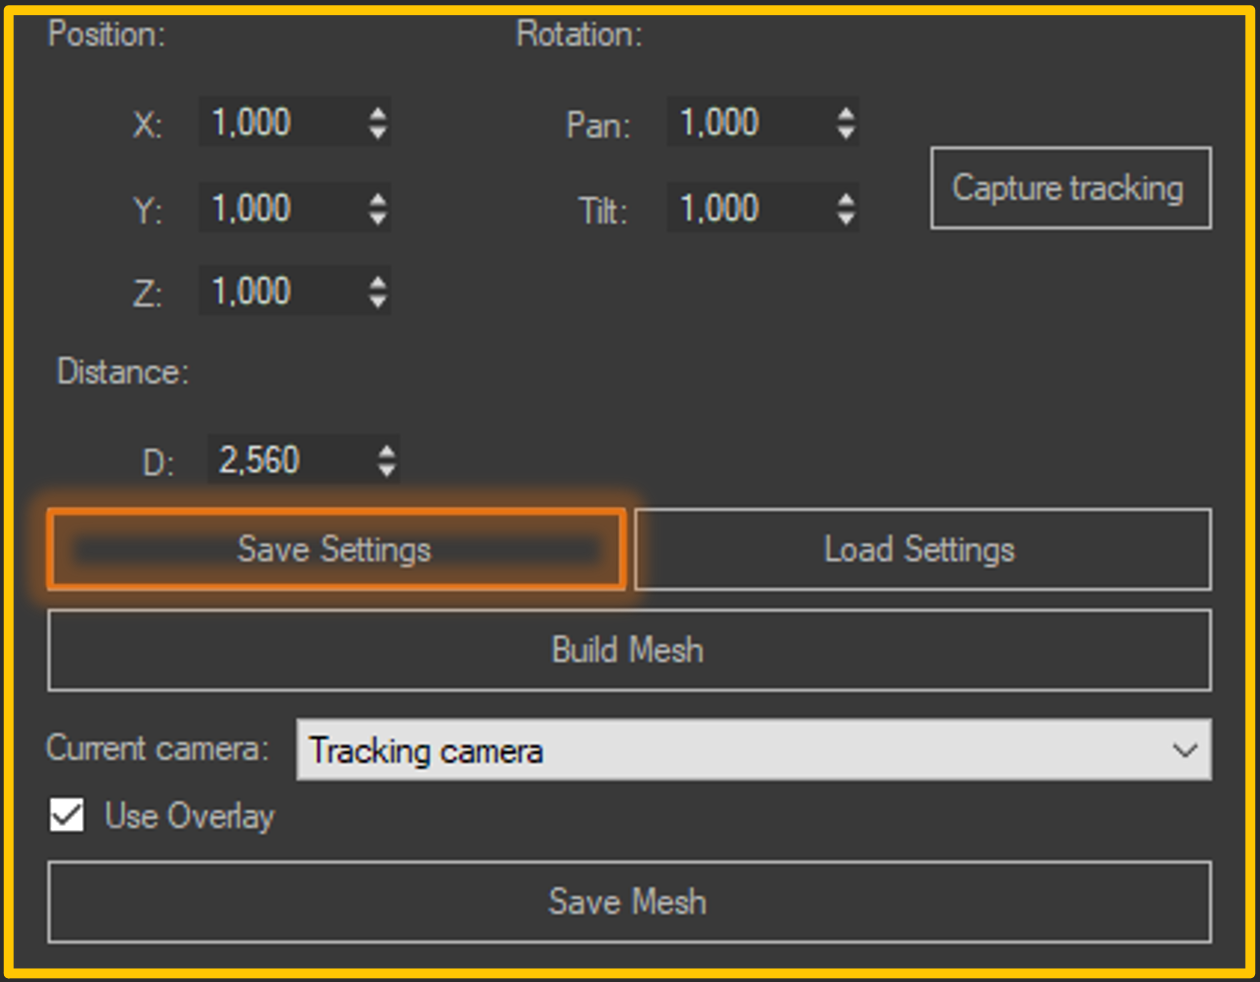 Position: Rotation:
X: 1,000 Pan: 1,000
Capture tracking
Y: 1,000 Tilt: 1,000
Z: 1,000
Distance:
D: 2,560
Save Settings Load Settings
Build Mesh
Current camera: Tracking camera
Use Overlay
Save Mesh